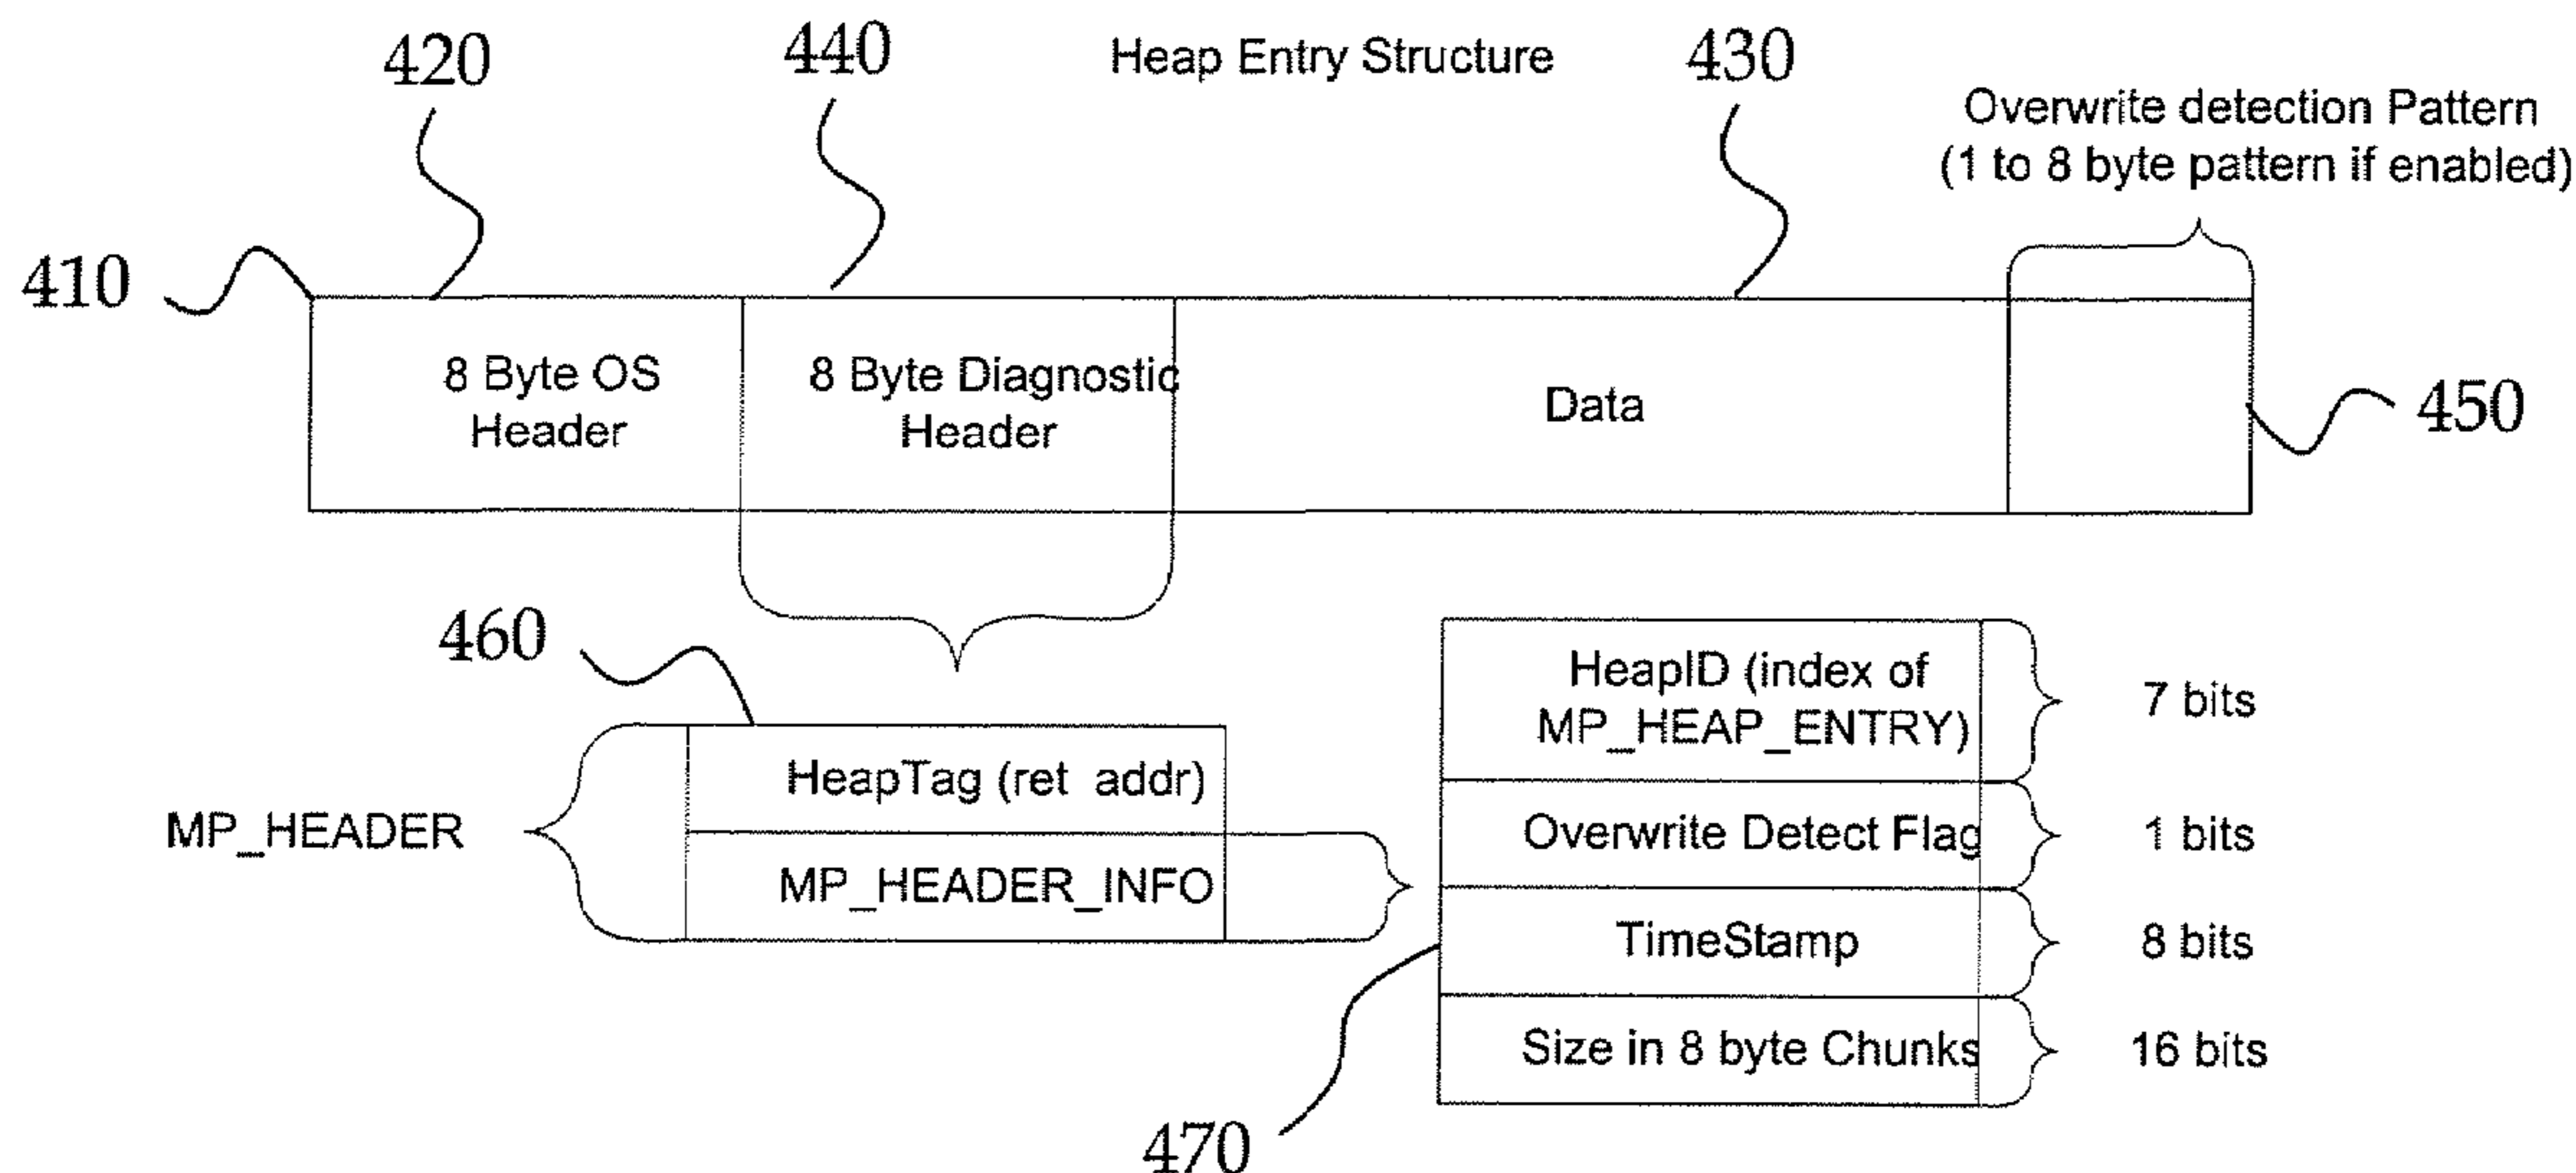 420
440
Heap Entry Structure
430
Overwrite detection Pattern
(1 to 8 byte pattern if enabled)
410
8 Byte OS
Header
8 Byte Diagnostic
Header
Data
450
460
HeapID (index of
MP_HEAP_ENTRY)
7 bits
HeapTag (ret addr)
MP_HEADER
Overwrite Detect Flag
1 bits
MP_HEADER_INFO
TimeStamp
8 bits
Size in 8 byte Chunks
16 bits
470